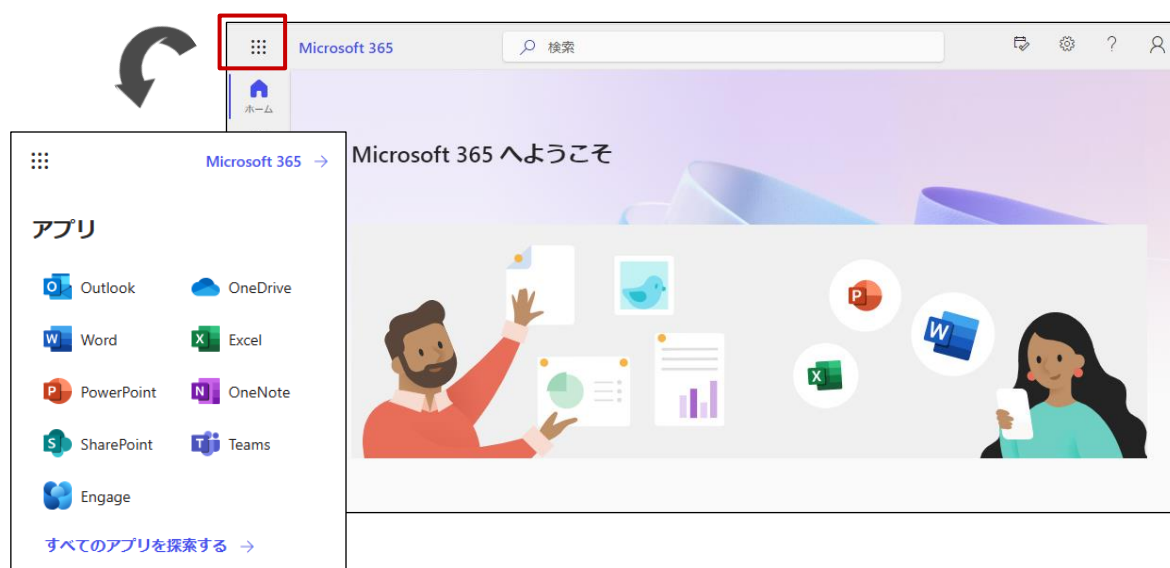 Microsoft 365
検索
ホーム
Microsoft 365 へようこそ
Microsoft 365 →
アプリ
Outlook
OneDrive
Word
Excel
PowerPoint
OneNote
SharePoint
Teams
Engage
すべてのアプリを探索する →